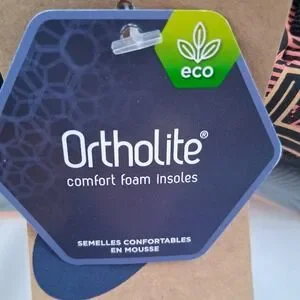 eco
Ortholite®
comfort foam insoles
SEMELLES CONFORTABLES
EN MOUSSE